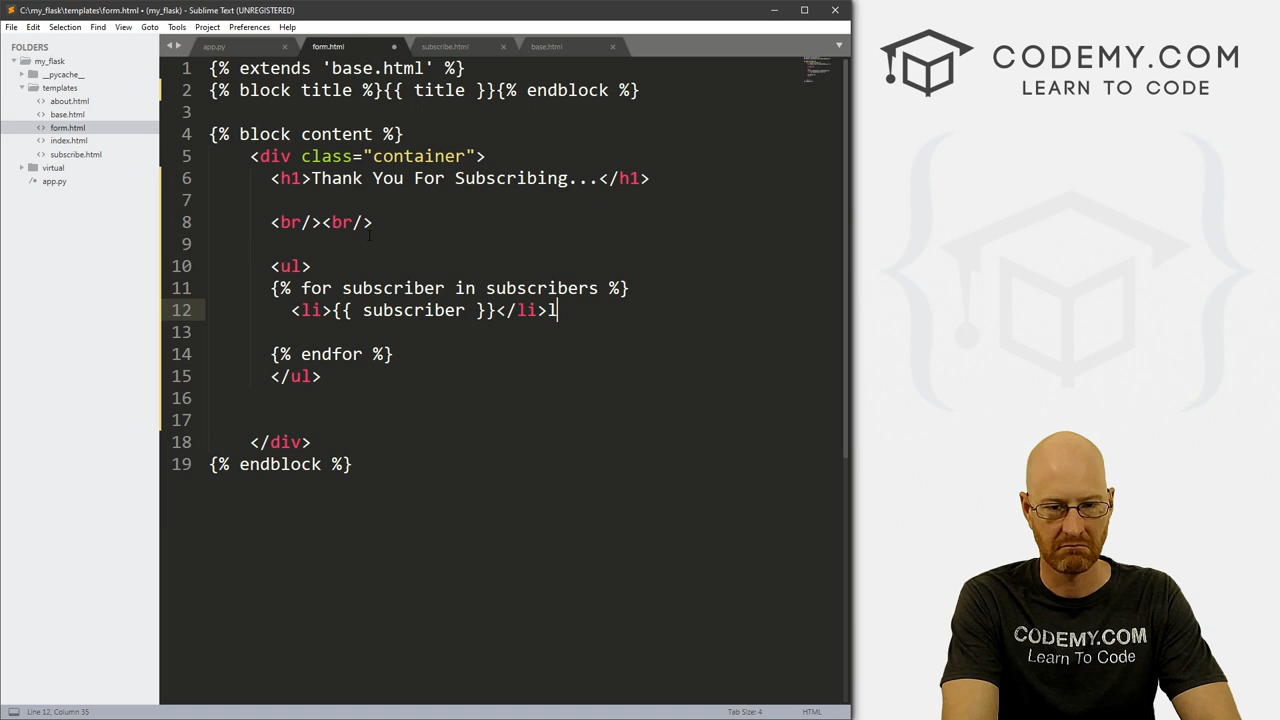 C:\my_flask\templates\form.html • (my_flask) - Sublime Text (UNREGISTERED)
File Edit Selection Find View Goto Tools Project Preferences Help
FOLDERS
my_flask
__pycache__
templates
about.html
base.html
form.html
index.html
subscribe.html
virtual
app.py
app.py form.html subscribe.html base.html
1 {% extends 'base.html' %}
2 {% block title %}{{ title }}{% endblock %}
3
4 {% block content %}
5 <div class="container">
6 <h1>Thank You For Subscribing...</h1>
7
8 <br/><br/>
9
10 <ul>
11 {% for subscriber in subscribers %}
12 <li>{{ subscriber }}</li>l
13
14 {% endfor %}
15 </ul>
16
17
18 </div>
19 {% endblock %}
Line 12, Column 35
Tab Size: 4
HTML
CODEMY.COM
LEARN TO CODE
CODEMY.COM
Learn To Code